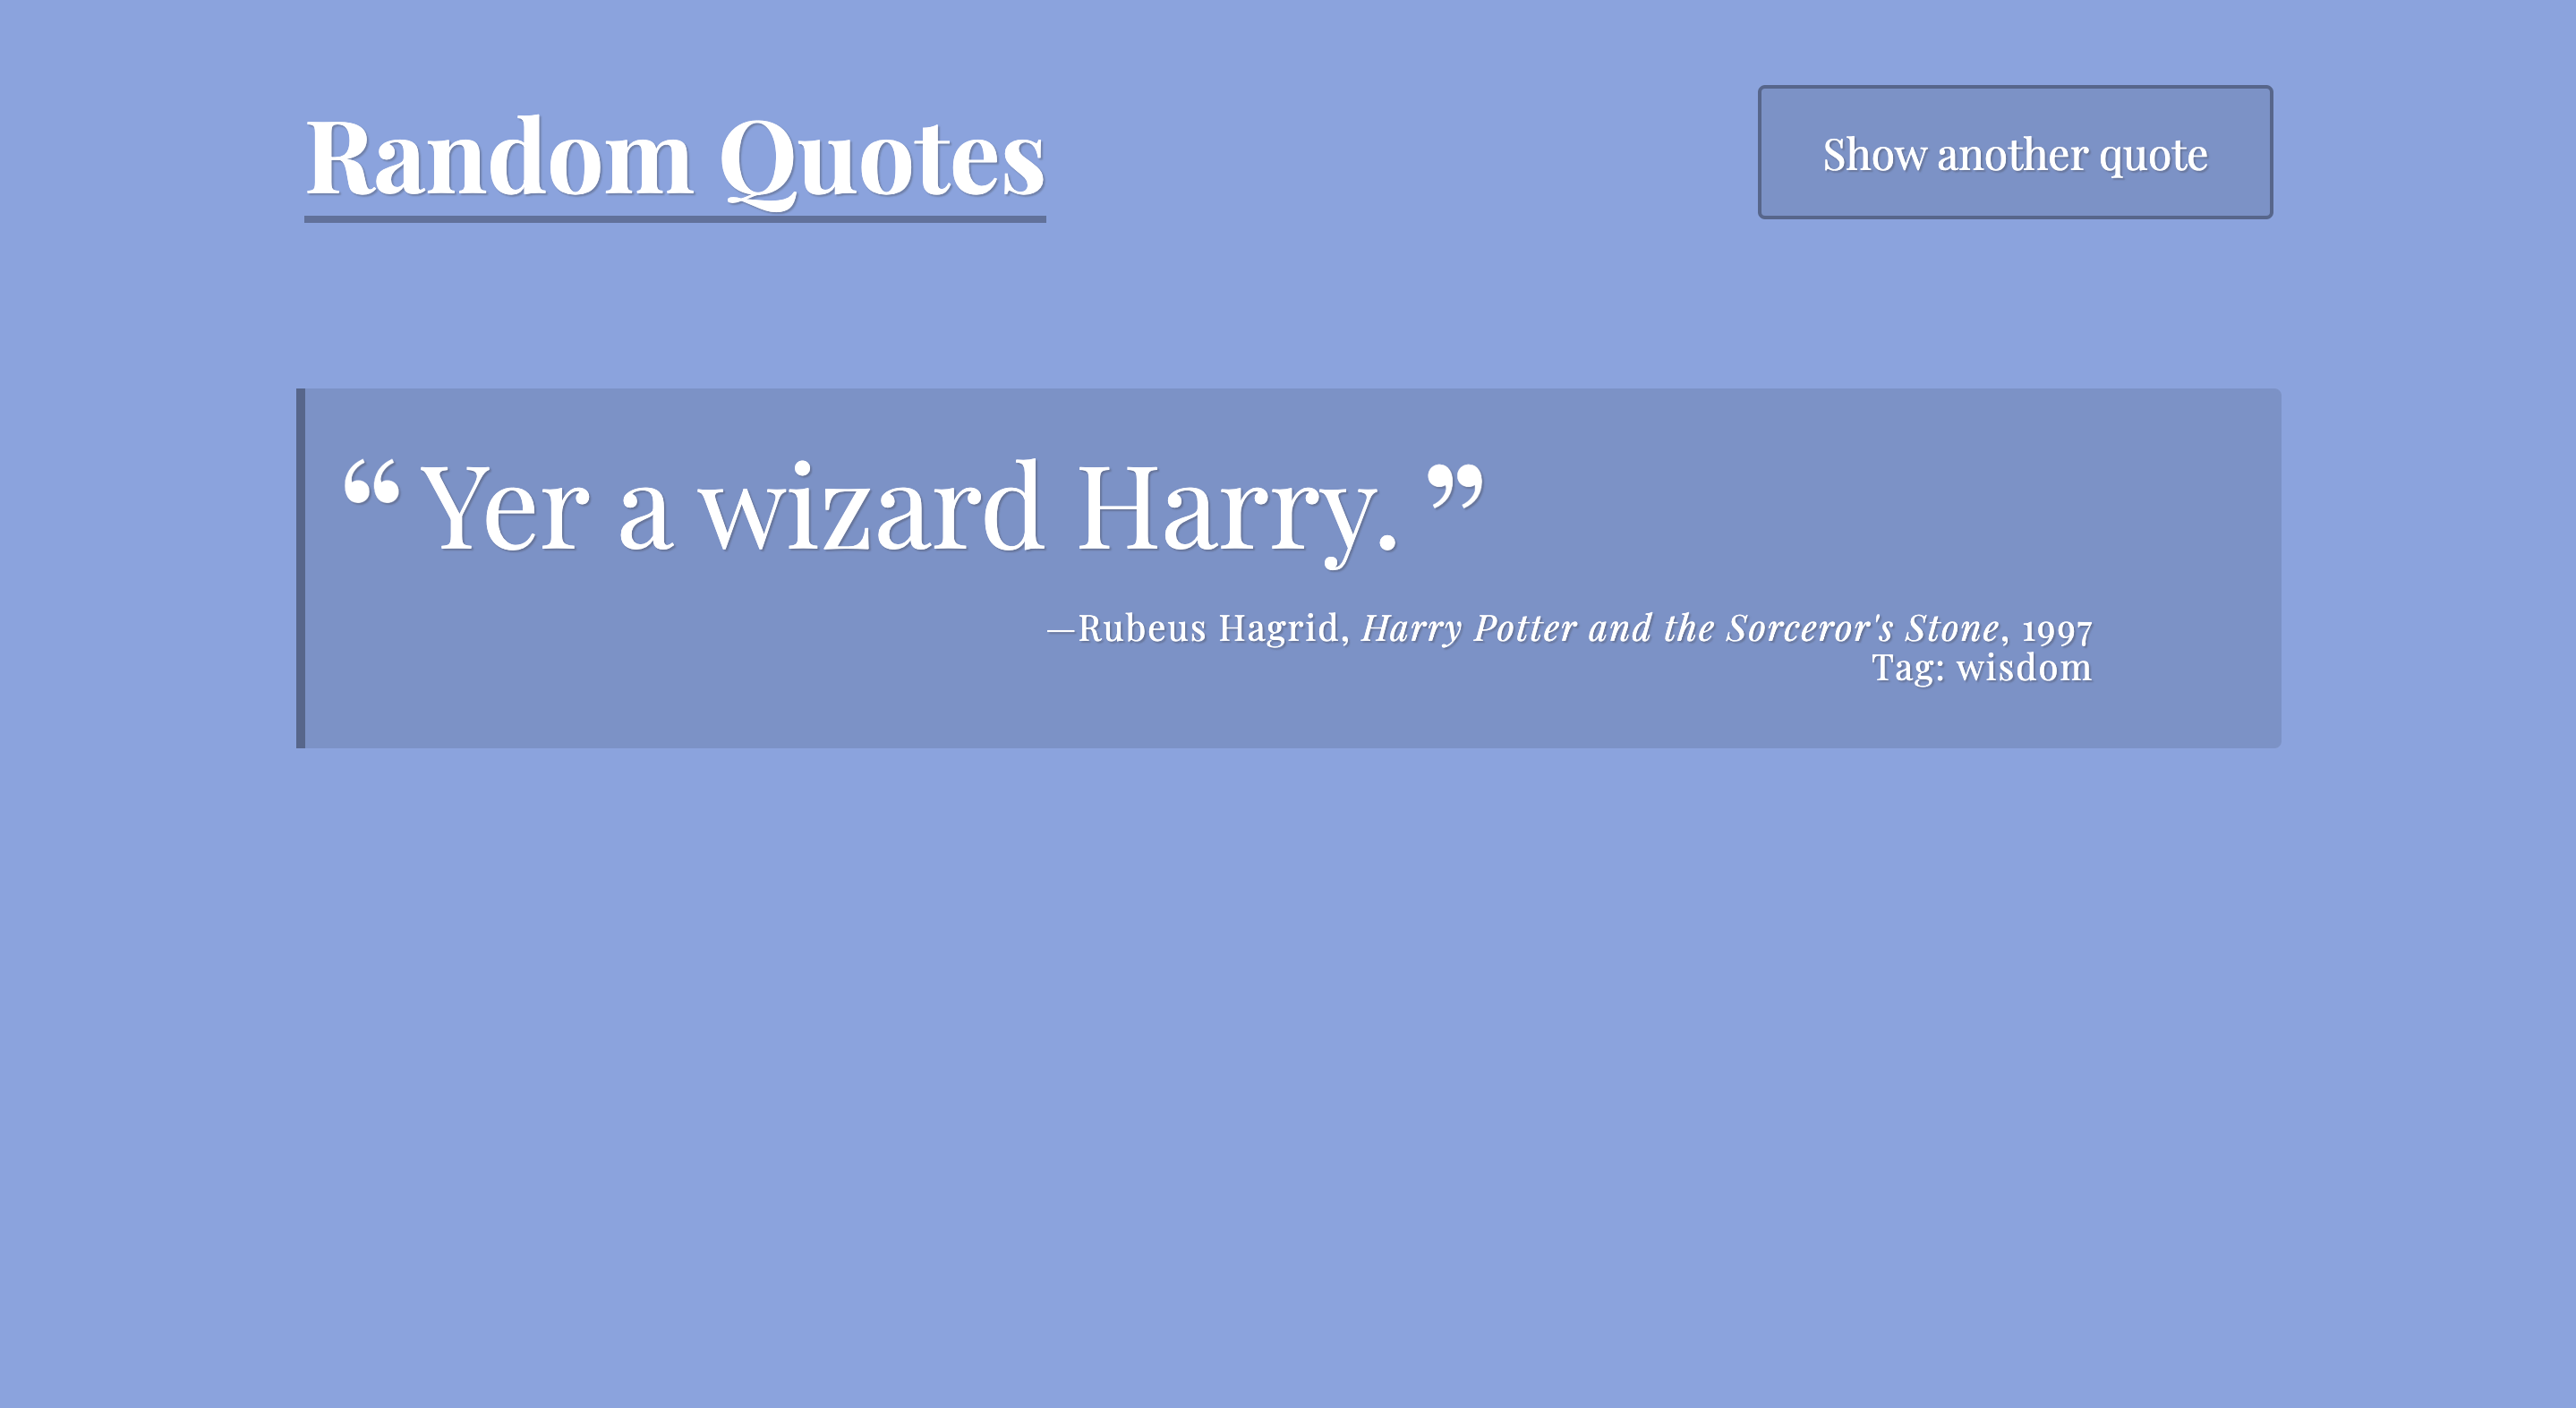 Random Quotes
Show another quote
“ Yer a wizard Harry. ”
—Rubeus Hagrid, Harry Potter and the Sorceror's Stone, 1997
Tag: wisdom